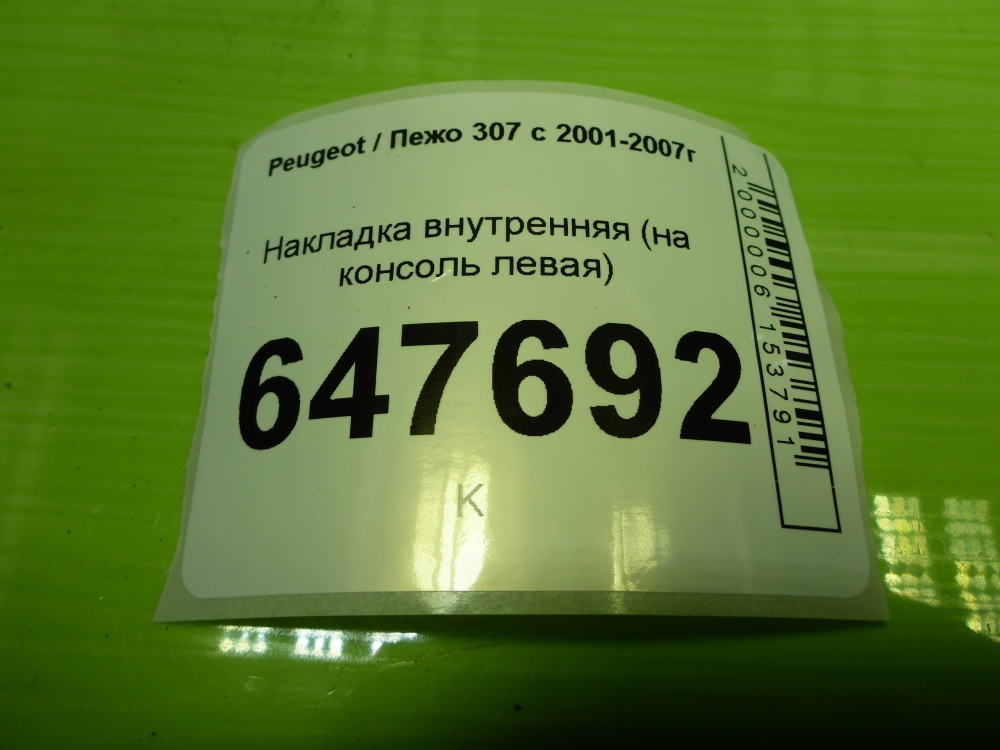 Peugeot / Пежо 307 с 2001-2007г
Накладка внутренняя (на
консоль левая)
647692
К
2000006153791